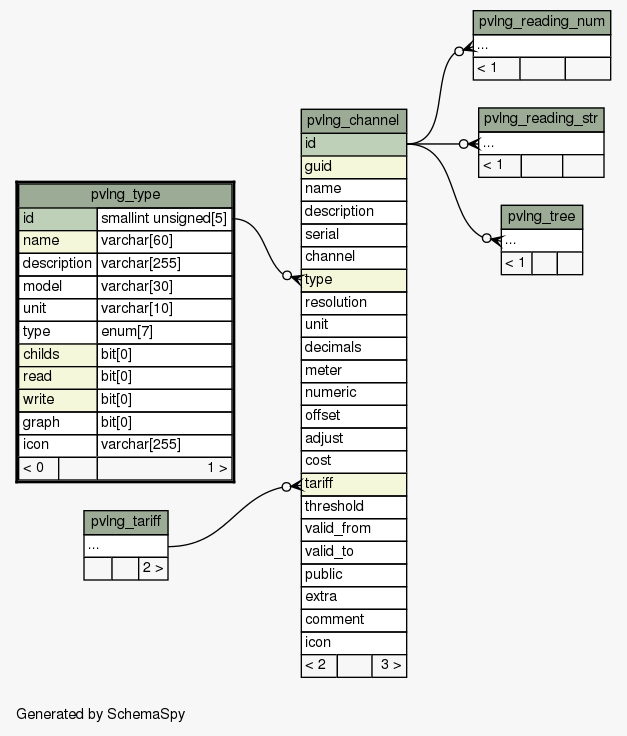 pvlng_reading_num
...
< 1
pvlng_channel
id
guid
name
description
serial
channel
type
resolution
unit
decimals
meter
numeric
offset
adjust
cost
tariff
threshold
valid_from
valid_to
public
extra
comment
icon
< 2 3 >
pvlng_reading_str
...
< 1
pvlng_type
id smallint unsigned[5]
name varchar[60]
description varchar[255]
model varchar[30]
unit varchar[10]
type enum[7]
childs bit[0]
read bit[0]
write bit[0]
graph bit[0]
icon varchar[255]
< 0 1 >
pvlng_tree
...
< 1
pvlng_tariff
...
2 >
Generated by SchemaSpy